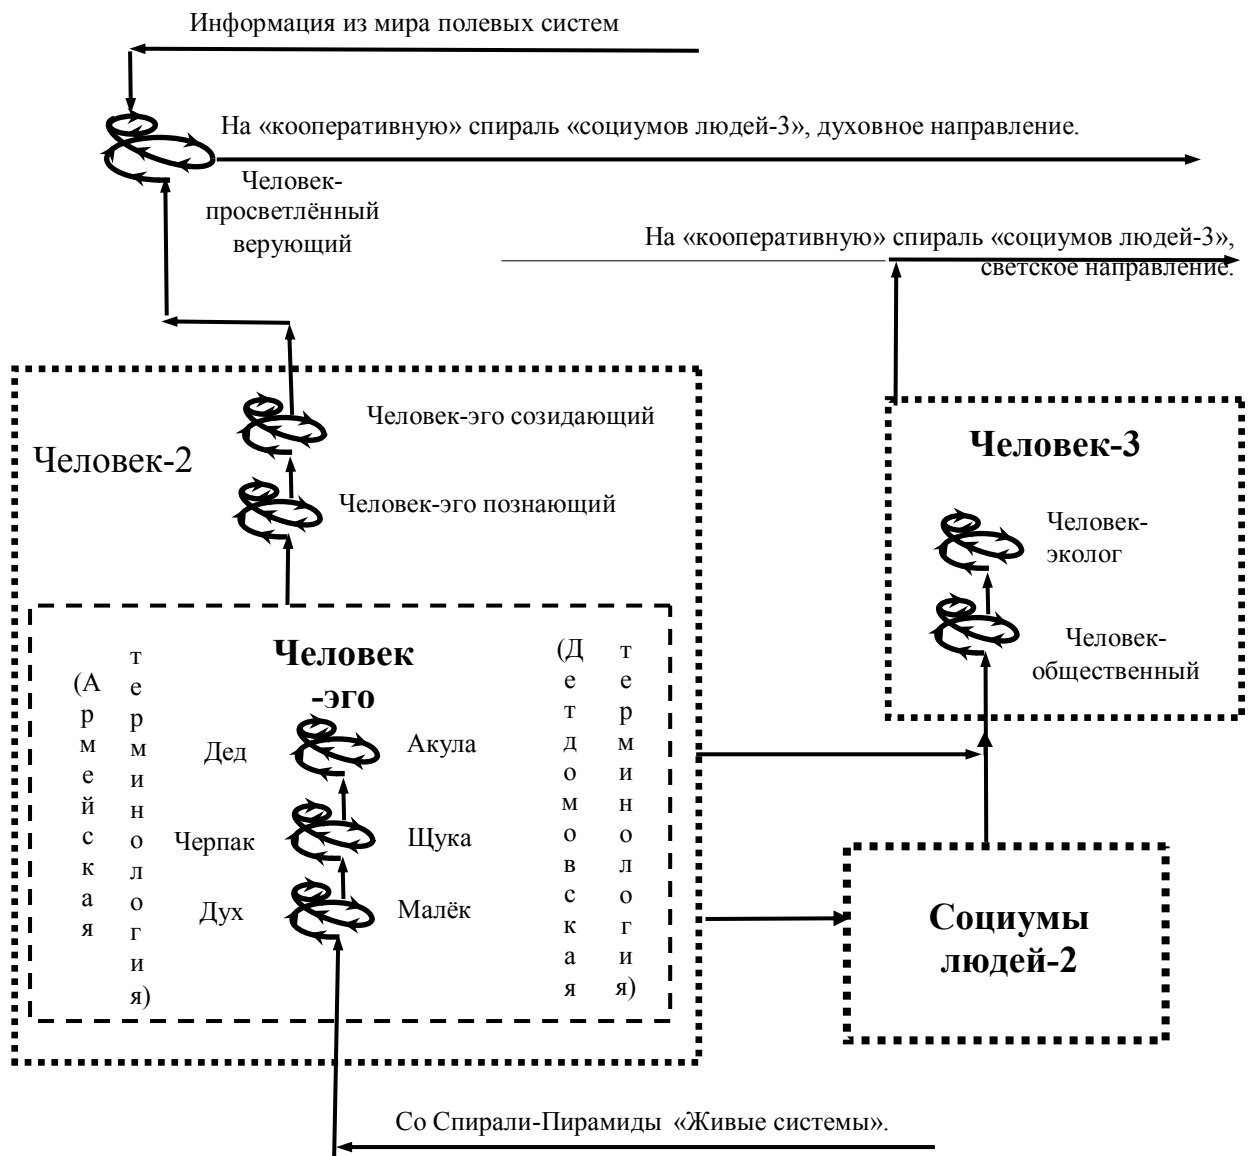 Информация из мира полевых систем
На «кооперативную» спираль «социумов людей-3», духовное направление.
Человек-
просветлённый
верующий
На «кооперативную» спираль «социумов людей-3»,
светское направление.
Человек-2
Человек-эго созидающий
Человек-эго познающий
Человек-3
Человек-
эколог
Человек-
общественный
Человек
-эго
(Армейская
терминология)
(Детдомовская
терминология)
Дед
Акула
Черпак
Щука
Дух
Малёк
Социумы
людей-2
Со Спирали-Пирамиды «Живые системы».